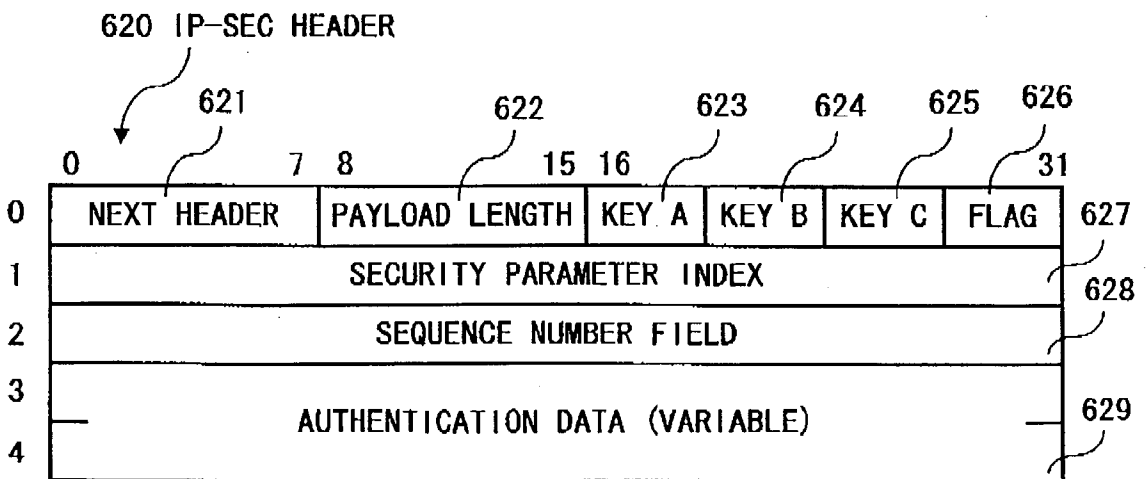 620 IP-SEC HEADER
621 622 623 624 625 626
0 7 8 15 16 31
0 NEXT HEADER PAYLOAD LENGTH KEY A KEY B KEY C FLAG 627
1 SECURITY PARAMETER INDEX 628
2 SEQUENCE NUMBER FIELD
3
AUTHENTICATION DATA (VARIABLE) 629
4